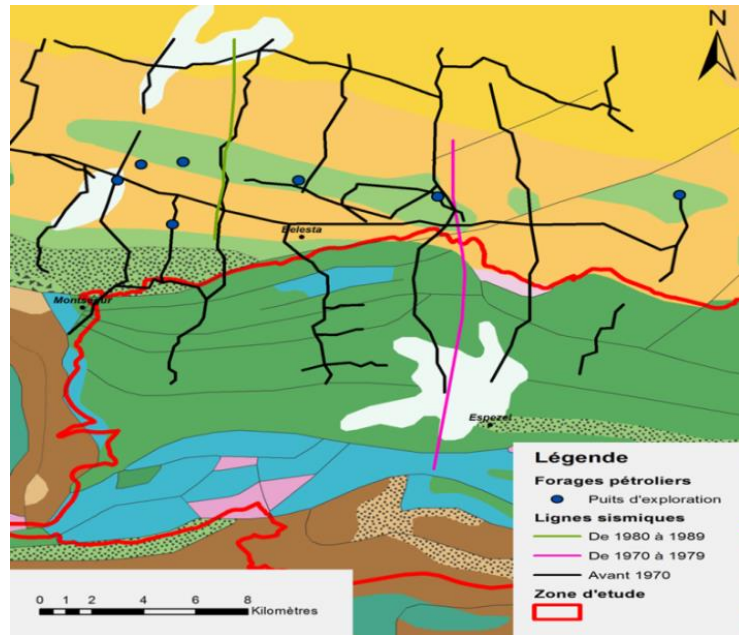 N
Belesta
Montségur
Espezel
Légende
Forages pétroliers
Puits d'exploration
Lignes sismiques
De 1980 à 1989
De 1970 à 1979
Avant 1970
Zone d'etude
0 1 2 4 6 8
Kilomètres